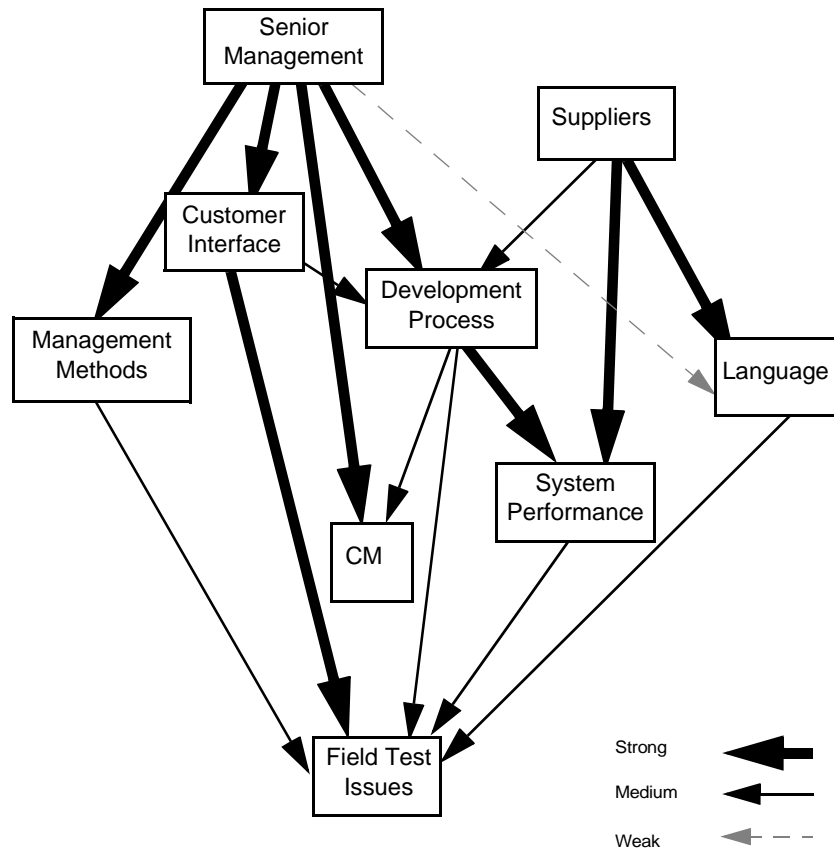 Senior
Management
Suppliers
Customer
Interface
Development
Process
Management
Methods
Language
System
Performance
CM
Field Test
Issues
Strong
Medium
Weak